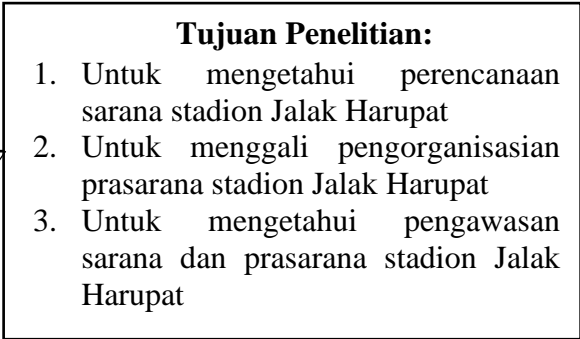 Tujuan Penelitian:
1. Untuk mengetahui perencanaan
sarana stadion Jalak Harupat
2. Untuk menggali pengorganisasian
prasarana stadion Jalak Harupat
3. Untuk mengetahui pengawasan
sarana dan prasarana stadion Jalak
Harupat